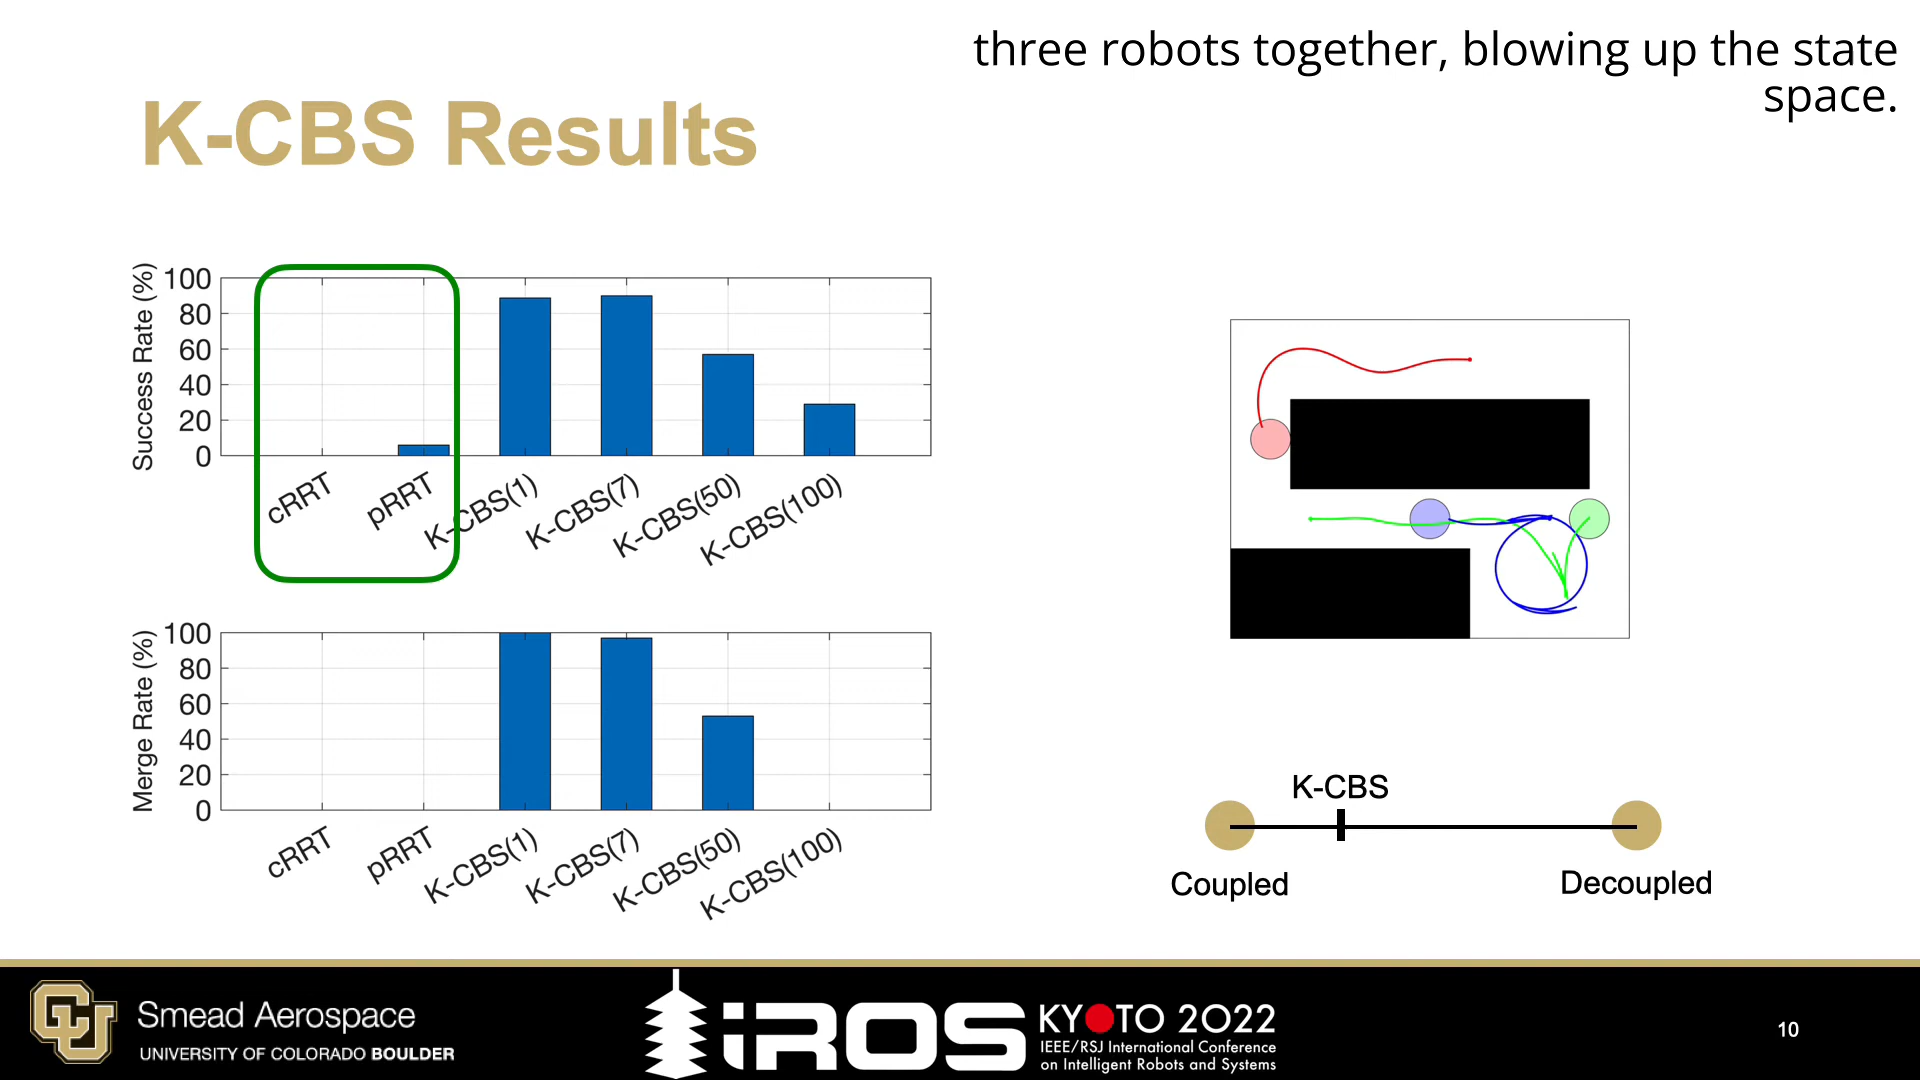 three robots together, blowing up the state
space.
K-CBS Results
Success Rate (%)
100
80
60
40
20
0
cRRT
pRRT
K-CBS(1)
K-CBS(7)
K-CBS(50)
K-CBS(100)
Merge Rate (%)
100
80
60
40
20
0
cRRT
pRRT
K-CBS(1)
K-CBS(7)
K-CBS(50)
K-CBS(100)
K-CBS
Coupled
Decoupled
CU
Smead Aerospace
UNIVERSITY OF COLORADO BOULDER
iROS
KYOTO 2022
IEEE/RSJ International Conference
on Intelligent Robots and Systems
10